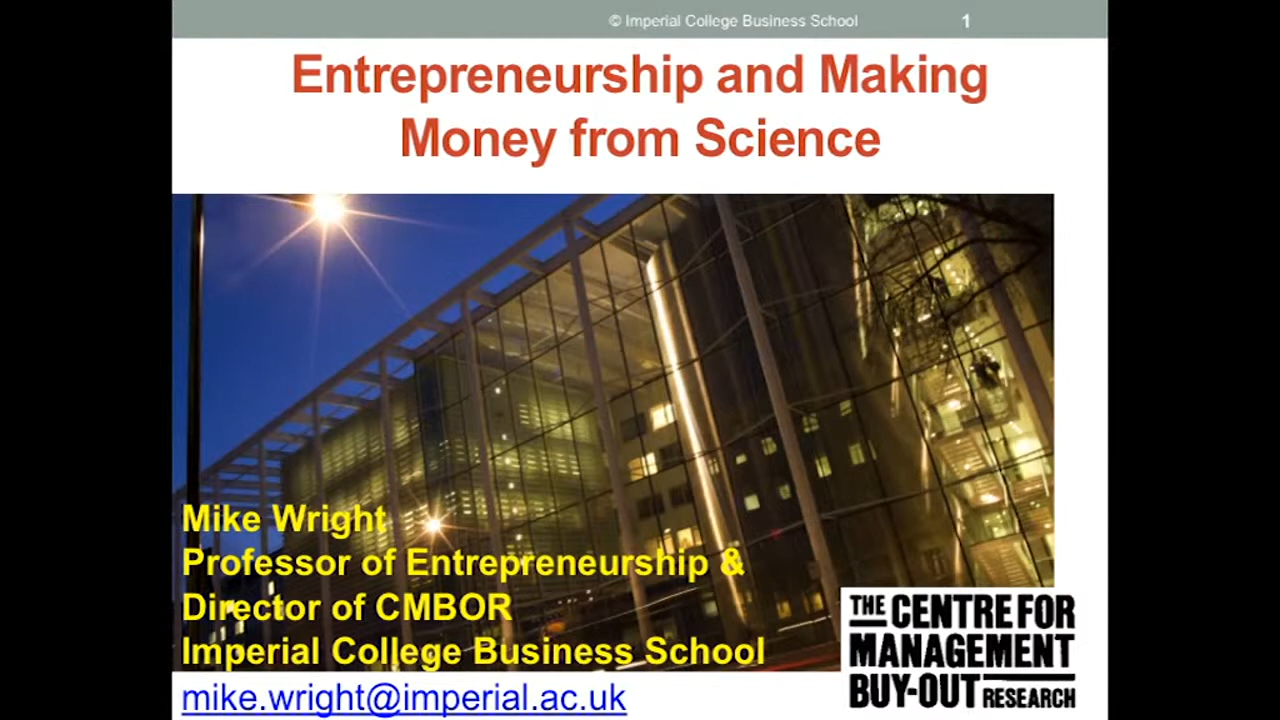 © Imperial College Business School 1
Entrepreneurship and Making
Money from Science
Mike Wright
Professor of Entrepreneurship &
Director of CMBOR
Imperial College Business School
mike.wright@imperial.ac.uk
THE CENTRE FOR
MANAGEMENT
BUY-OUT RESEARCH